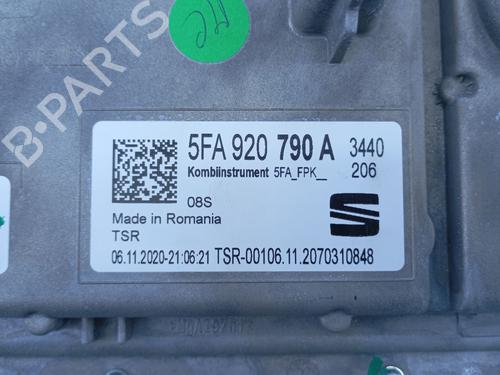 B-PARTS
5FA 920 790 A 3440
Kombiinstrument 5FA_FPK__ 206
08S
Made in Romania
TSR
06.11.2020-21:06:21 TSR-00106.11.2070310848